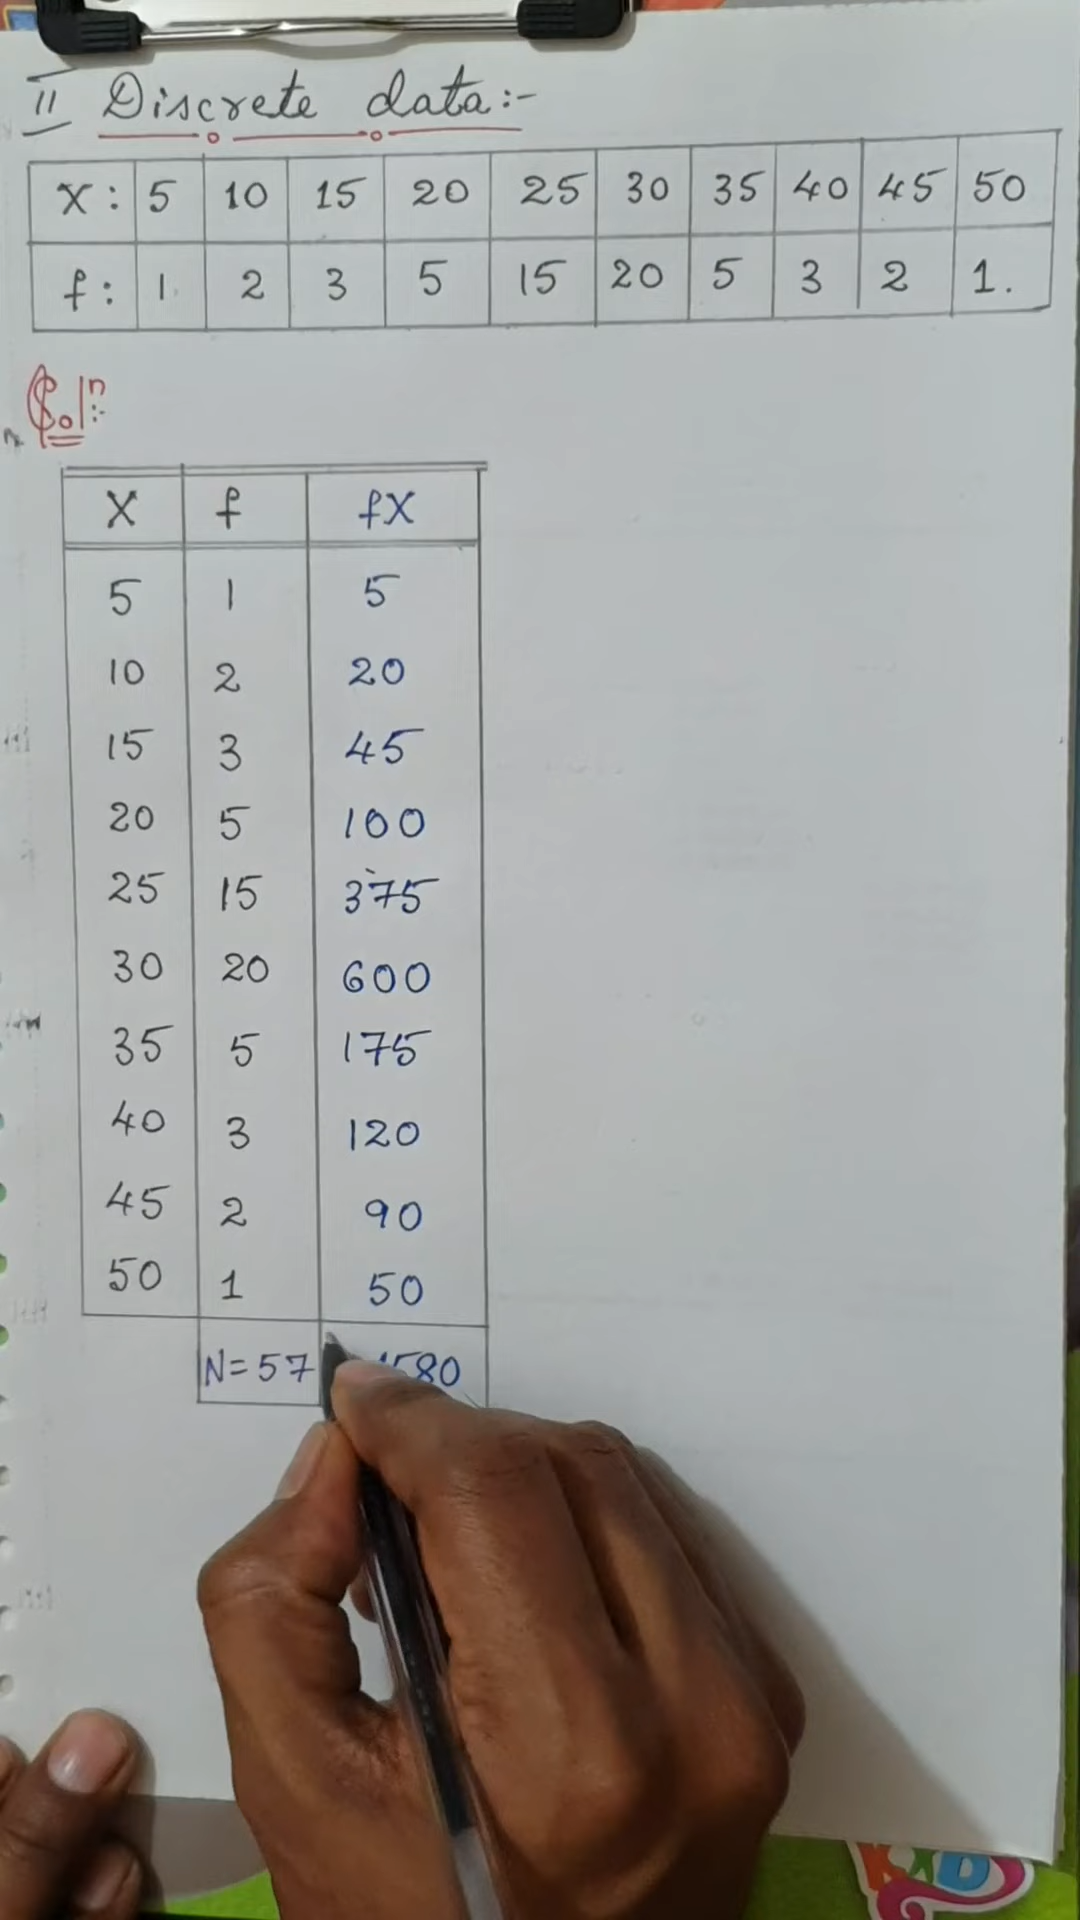 II Discrete data:-
X: 5 10 15 20 25 30 35 40 45 50
f: 1 2 3 5 15 20 5 3 2 1.
Solⁿ:-
X f fX
5 1 5
10 2 20
15 3 45
20 5 100
25 15 375
30 20 600
35 5 175
40 3 120
45 2 90
50 1 50
N=57 1580